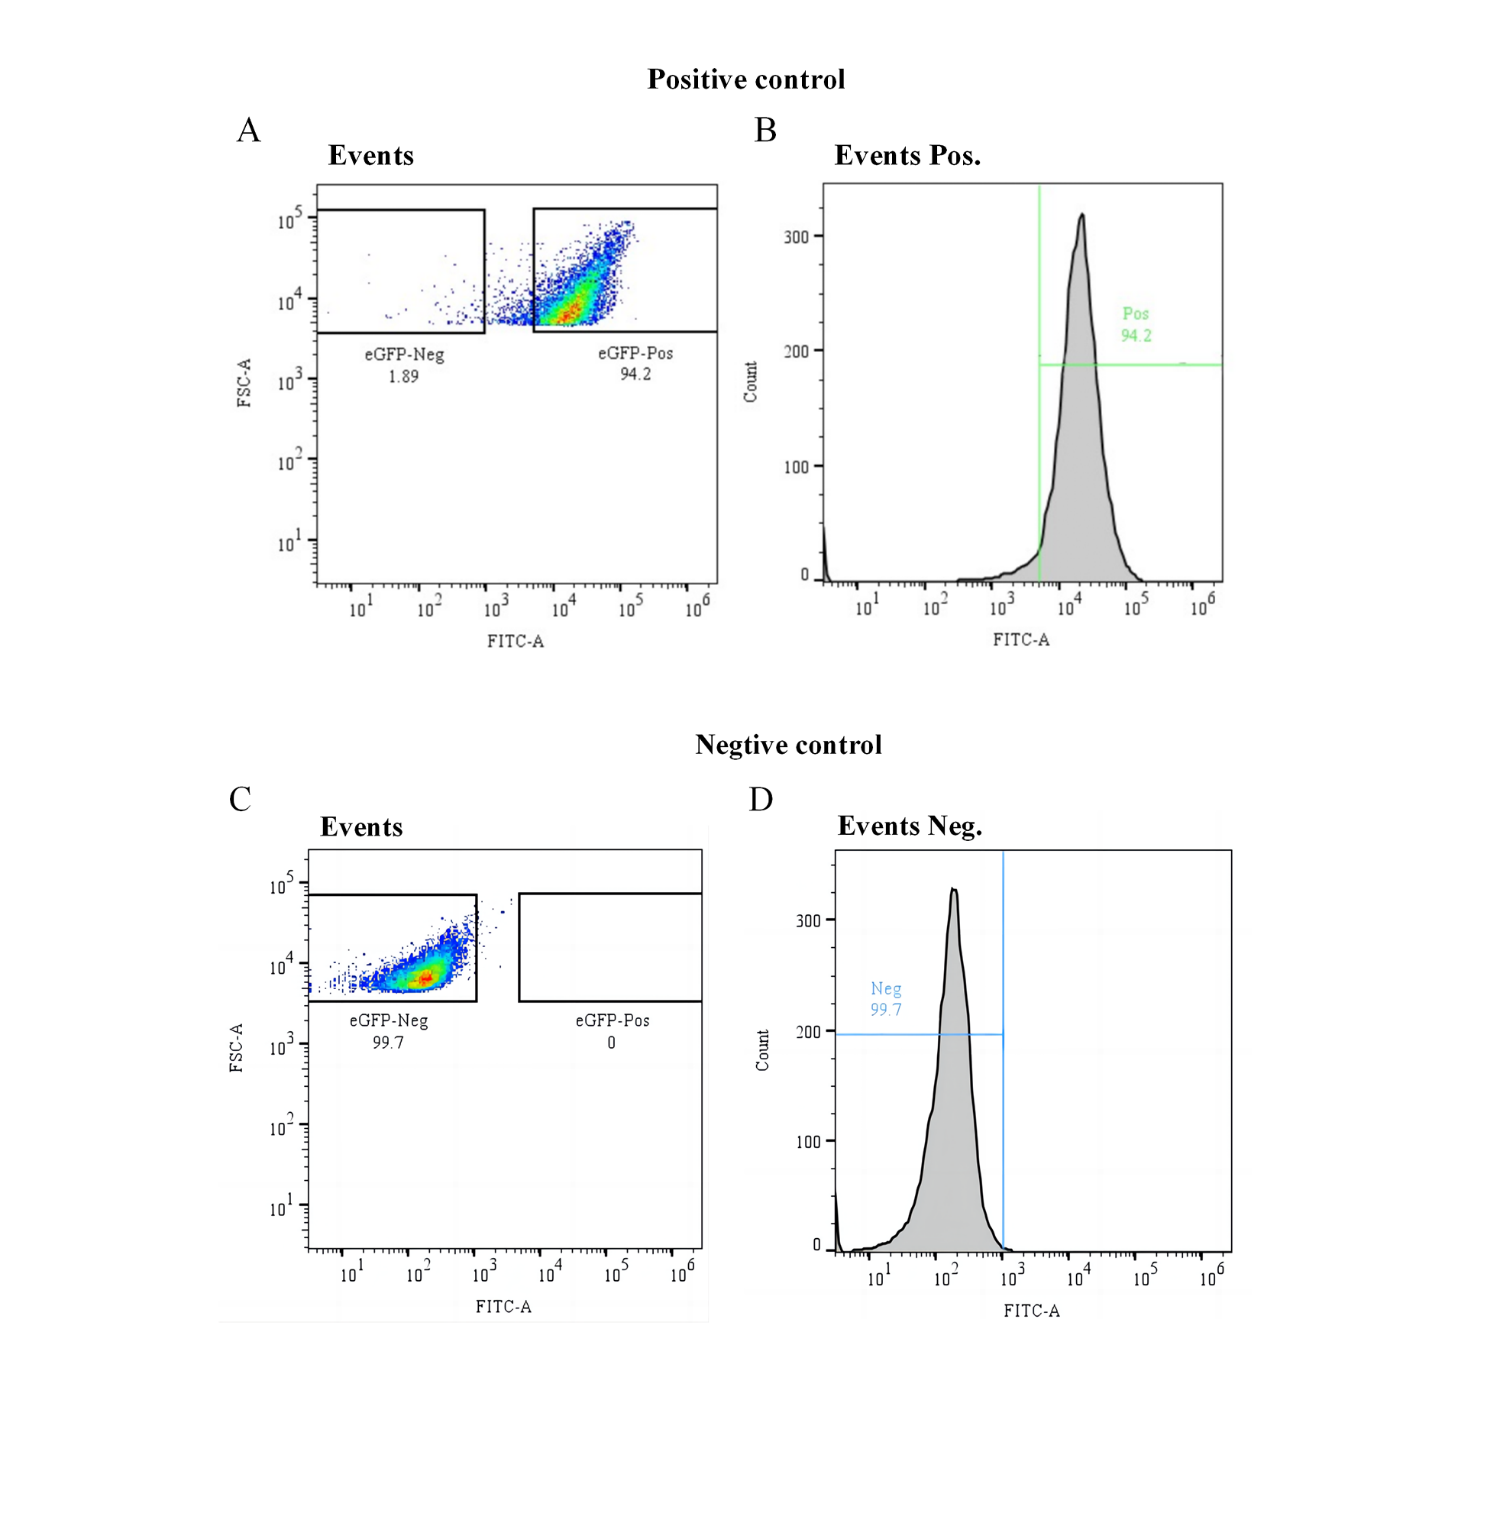 Positive control
A
Events
10^5
10^4
10^3
10^2
10^1
FSC-A
eGFP-Neg
1.89
eGFP-Pos
94.2
10^1 10^2 10^3 10^4 10^5 10^6
FITC-A
B
Events Pos.
300
200
100
0
Count
Pos
94.2
10^1 10^2 10^3 10^4 10^5 10^6
FITC-A
Negtive control
C
Events
10^5
10^4
10^3
10^2
10^1
FSC-A
eGFP-Neg
99.7
eGFP-Pos
0
10^1 10^2 10^3 10^4 10^5 10^6
FITC-A
D
Events Neg.
300
200
100
0
Count
Neg
99.7
10^1 10^2 10^3 10^4 10^5 10^6
FITC-A